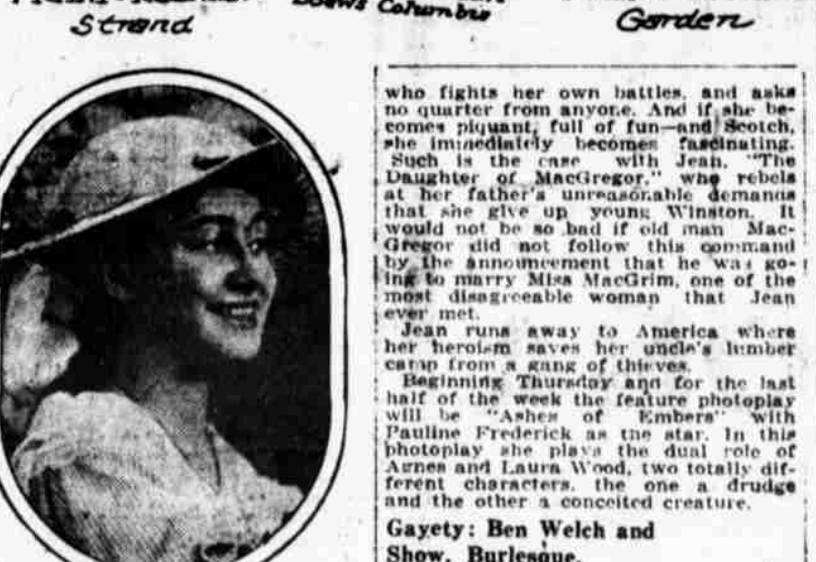 Strand
Loews Columbia
Garden
who fights her own battles, and asks
no quarter from anyone. And if she be-
comes piquant, full of fun—and Scotch,
she immediately becomes fascinating.
Such is the case with Jean, "The
Daughter of MacGregor," who rebels
at her father's unreasonable demands
that she give up young Winston. It
would not be so bad if old man Mac-
Gregor did not follow this command
by the announcement that he was go-
ing to marry Miss MacGrim, one of the
most disagreeable woman that Jean
ever met.
Jean runs away to America where
her heroism saves her uncle's lumber
camp from a gang of thieves.
Beginning Thursday and for the last
half of the week the feature photoplay
will be "Ashes of Embers" with
Pauline Frederick as the star. In this
photoplay she plays the dual role of
Agnes and Laura Wood, two totally dif-
ferent characters, the one a drudge
and the other a conceited creature.
Gayety: Ben Welch and
Show, Burlesque.